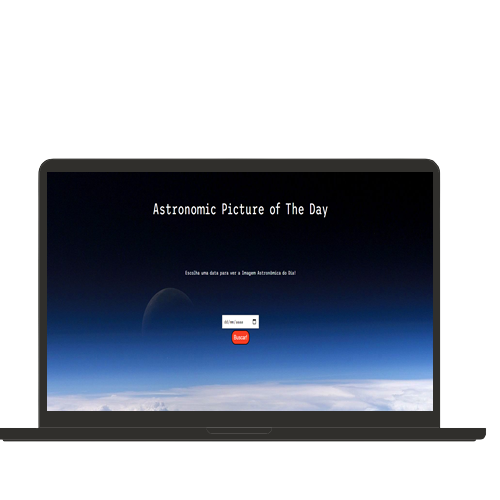 Astronomic Picture of The Day
Escolha uma data para ver a Imagem Astronômica do Dia!
dd/mm/aaaa
Buscar!